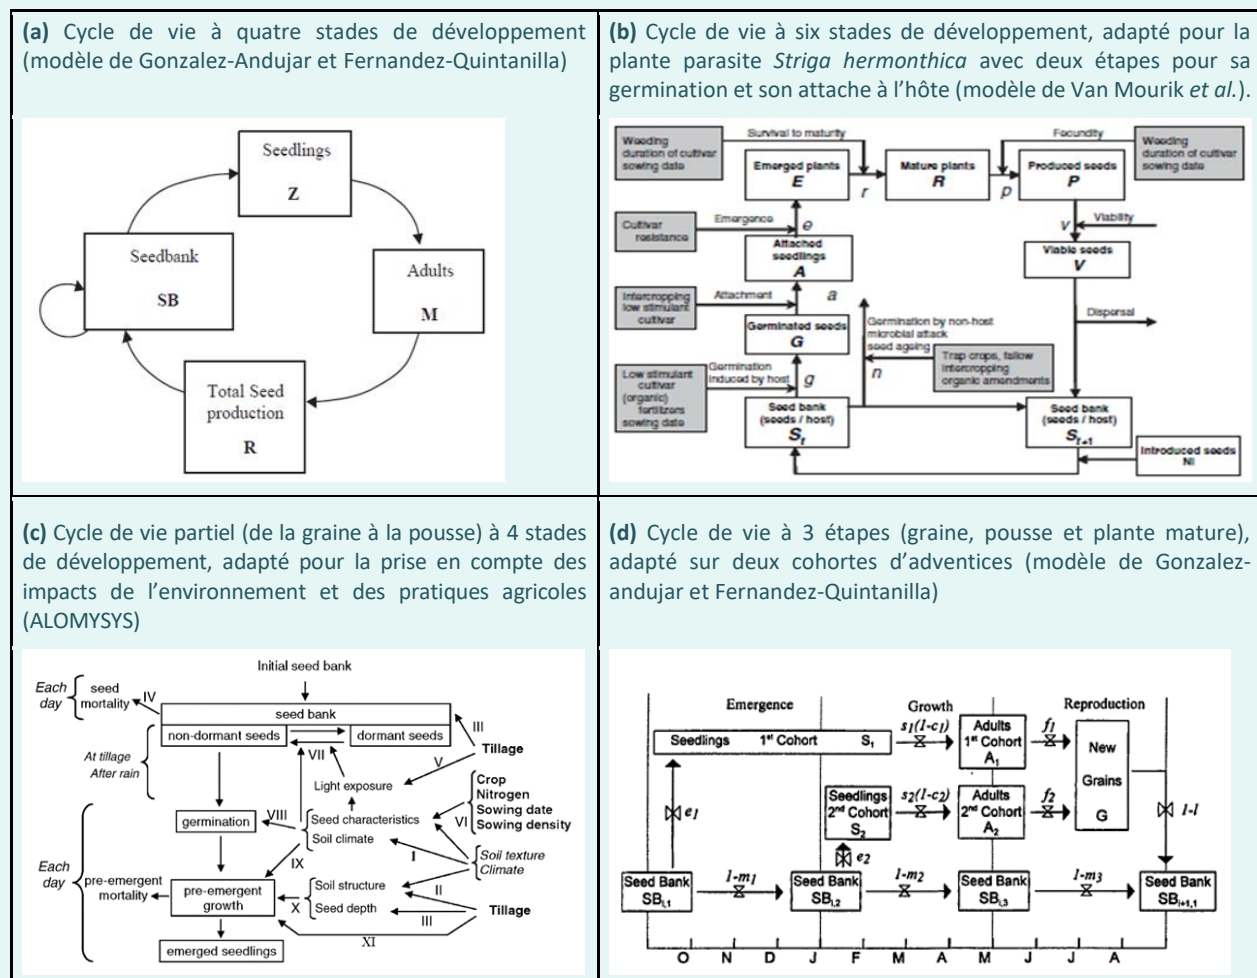 (a) Cycle de vie à quatre stades de développement
(modèle de Gonzalez-Andujar et Fernandez-Quintanilla)
Seedlings
Z
Seedbank
SB
Adults
M
Total Seed
production
R
(b) Cycle de vie à six stades de développement, adapté pour la
plante parasite Striga hermonthica avec deux étapes pour sa
germination et son attache à l’hôte (modèle de Van Mourik et al.).
Weeding
duration of cultivar
sowing date
Survival to maturity
Fecundity
Weeding
duration of cultivar
sowing date
Emerged plants
E
r
Mature plants
R
p
Produced seeds
P
Cultivar
resistance
Emergence
e
v
Viability
Attached
seedlings
A
Viable seeds
V
Intercropping
low stimulant
cultivar
Attachment
a
Dispersal
Germinated seeds
G
Germination by non-host
microbial attack
seed ageing
Low stimulant
cultivar
(organic)
fertilizers
sowing date
Germination
induced by host
g
n
Trap crops, fallow
intercropping
organic amendments
Seed bank
(seeds / host)
St
Seed bank
(seeds / host)
St+1
Introduced seeds
NI
(c) Cycle de vie partiel (de la graine à la pousse) à 4 stades
de développement, adapté pour la prise en compte des
impacts de l’environnement et des pratiques agricoles
(ALOMYSYS)
Initial seed bank
Each
day
seed
mortality
IV
seed bank
non-dormant seeds
dormant seeds
III
Tillage
At tillage
After rain
VII
V
Light exposure
Crop
Nitrogen
Sowing date
Sowing density
germination
VIII
Seed characteristics
Soil climate
VI
IX
I
Soil texture
Climate
Each
day
pre-emergent
mortality
pre-emergent
growth
X
Soil structure
Seed depth
II
III
Tillage
XI
emerged seedlings
(d) Cycle de vie à 3 étapes (graine, pousse et plante mature),
adapté sur deux cohortes d’adventices (modèle de Gonzalez-
andujar et Fernandez-Quintanilla)
Emergence
Growth
Reproduction
Seedlings 1st Cohort S1
s1(1-c1)
Adults
1st Cohort
A1
f1
New
Grains
G
e1
Seedlings
2nd Cohort
S2
s2(1-c2)
Adults
2nd Cohort
A2
f2
1-l
e2
Seed Bank
SBi,1
1-m1
Seed Bank
SBi,2
1-m2
Seed Bank
SBi,3
1-m3
Seed Bank
SBi+1,1
O N D J F M A M J J A